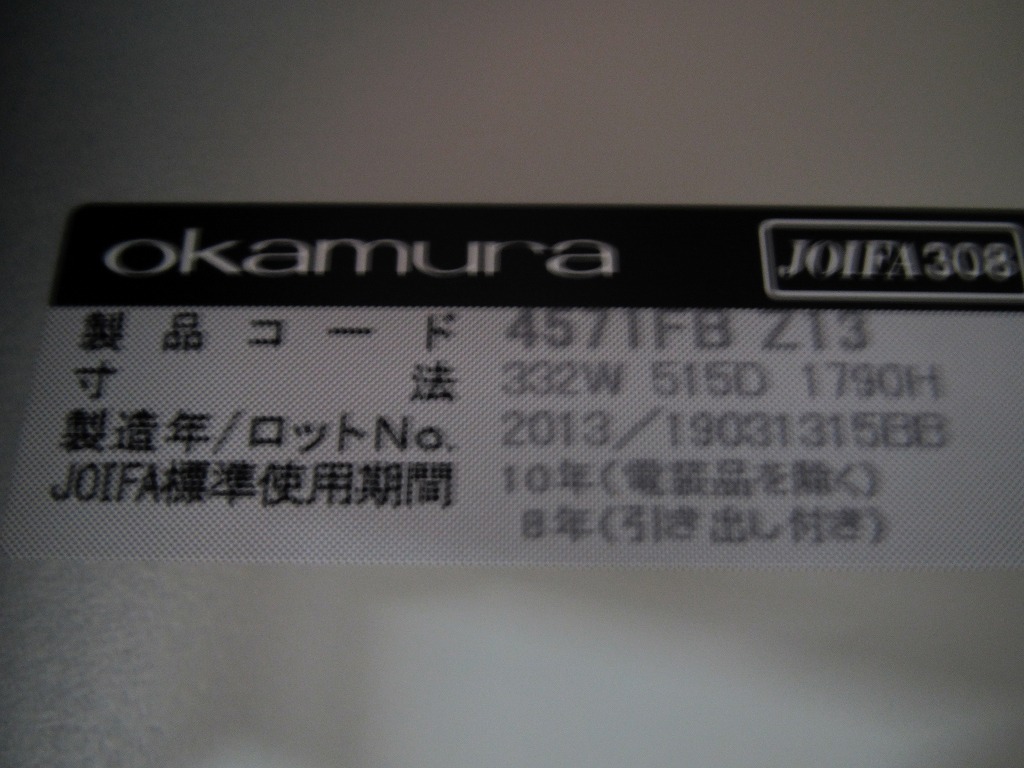 okamura JOIFA308
製品コード 4571FB Z13
寸法 332W 515D 1790H
製造年/ロットNo. 2013/19031315BB
JOIFA標準使用期間 10年(電装品を除く)
8年(引き出し付き)